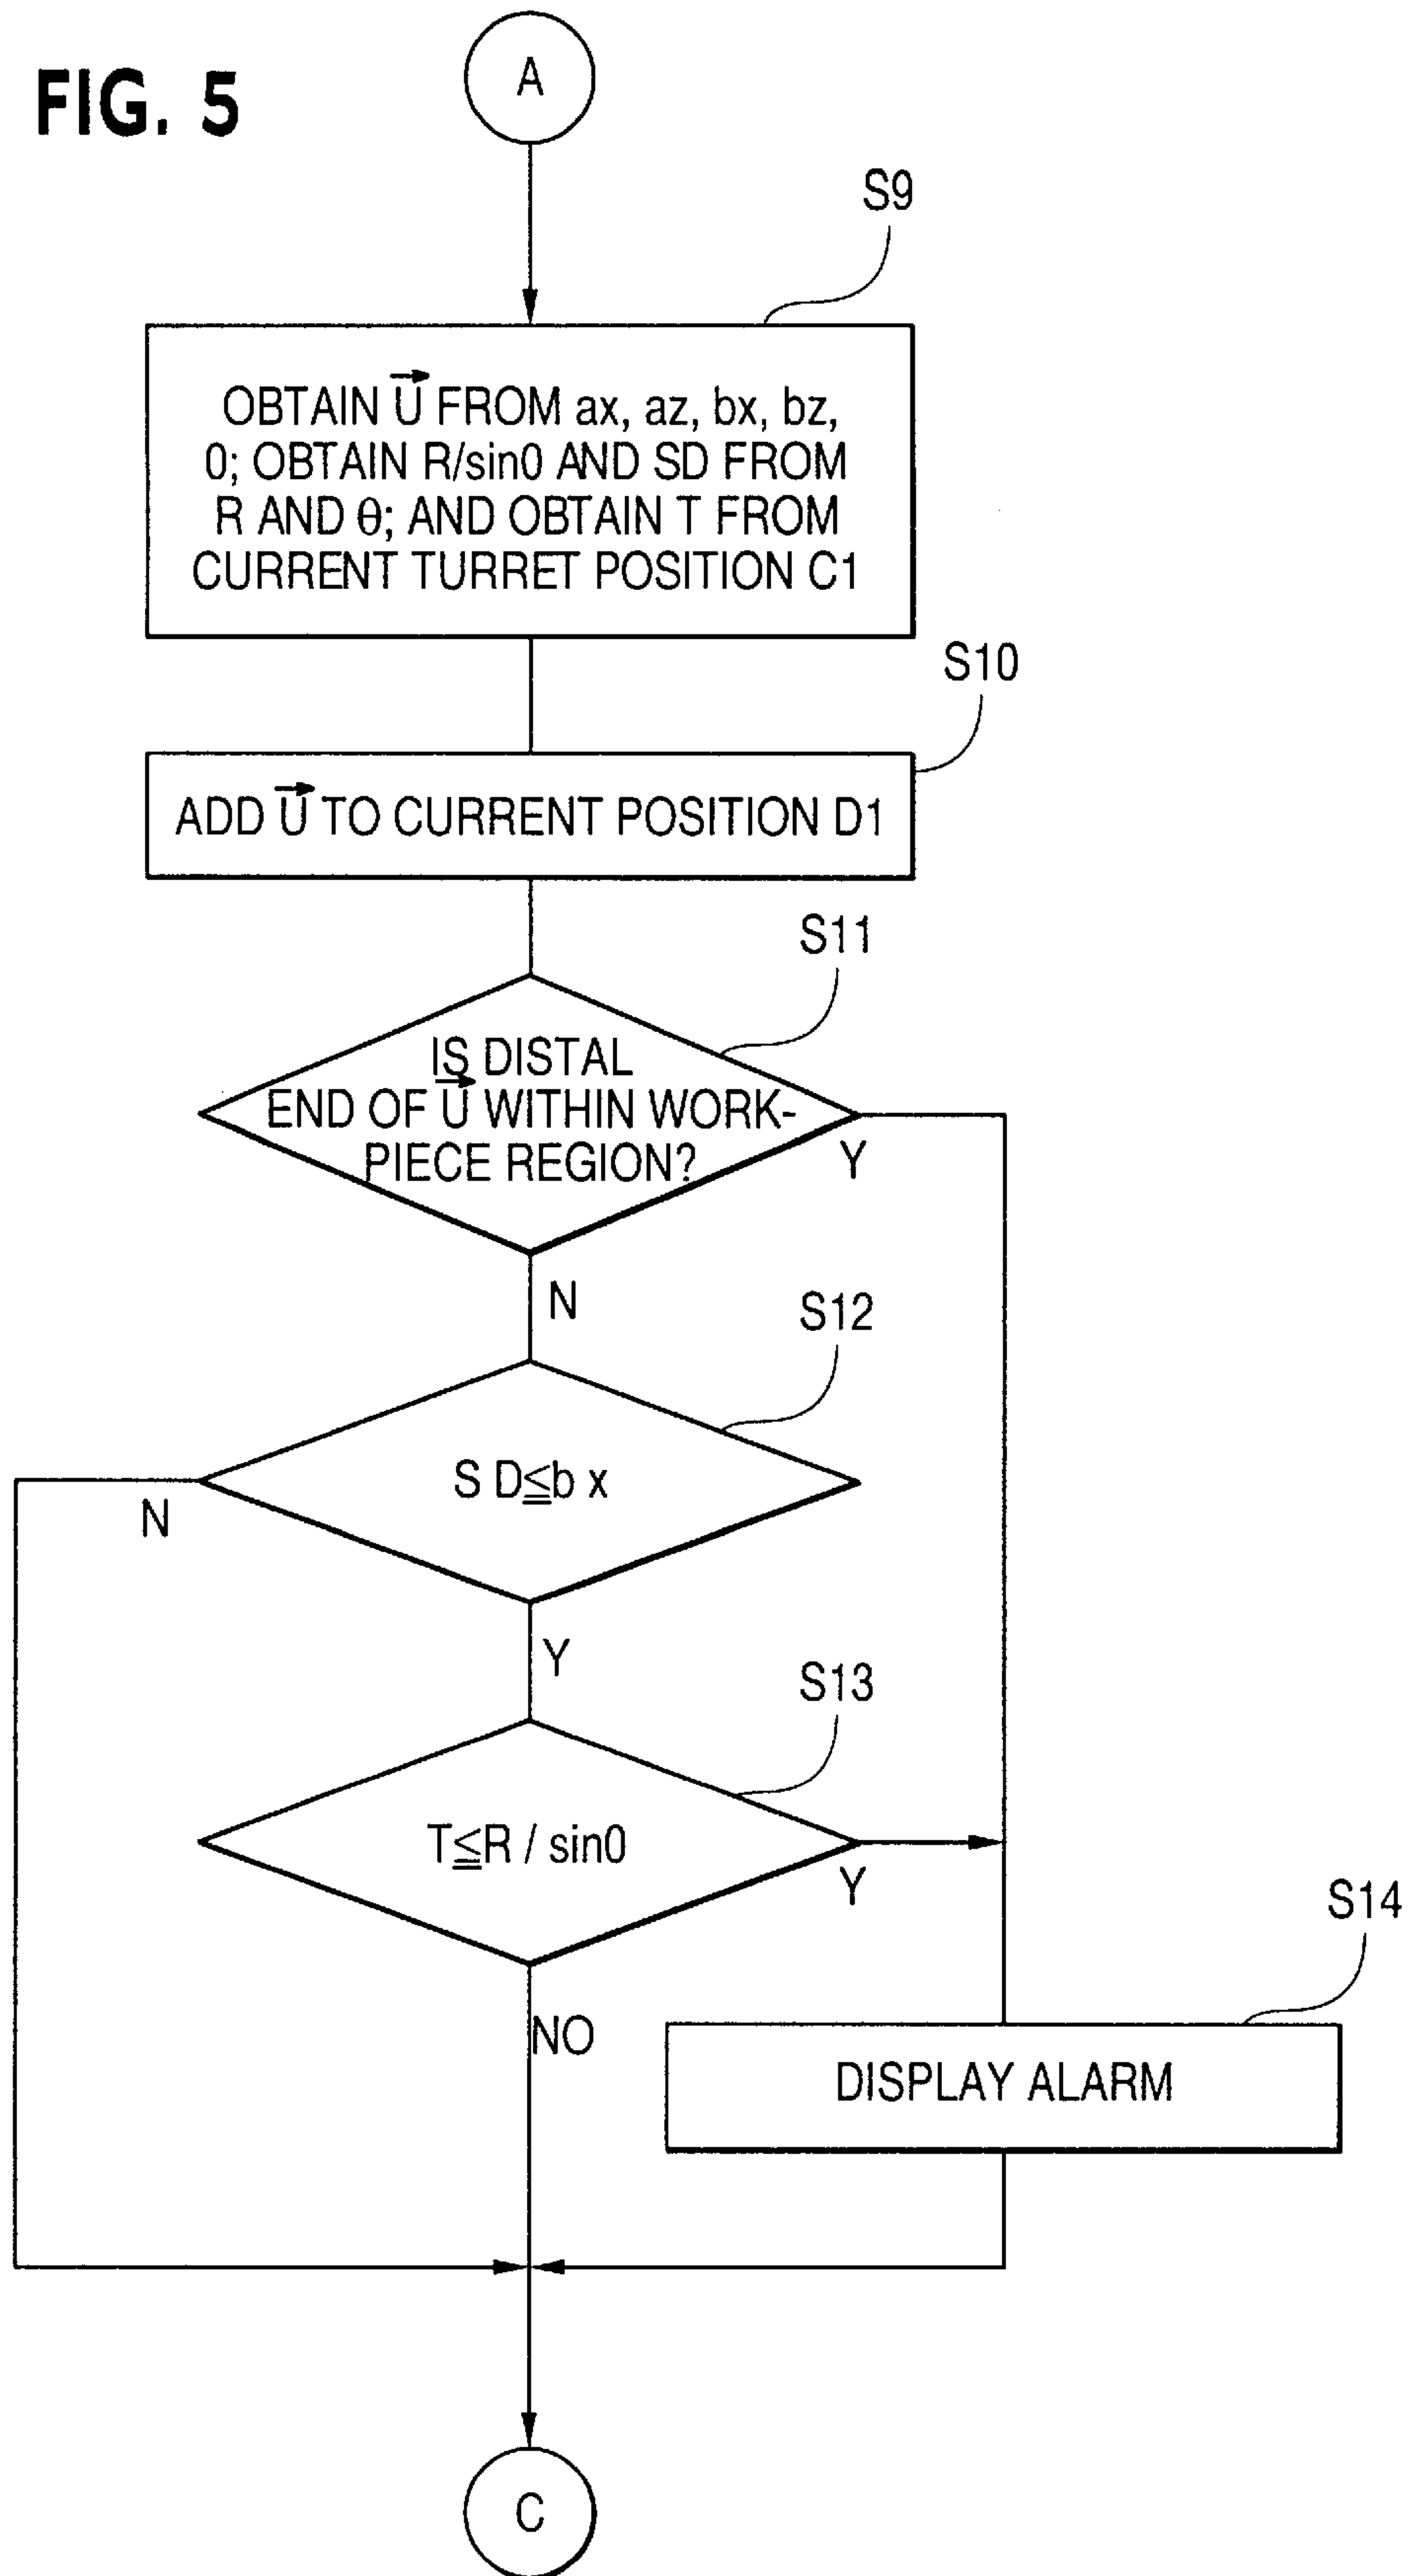 FIG. 5
A
S9
OBTAIN U⃗ FROM ax, az, bx, bz,
0; OBTAIN R/sin0 AND SD FROM
R AND θ; AND OBTAIN T FROM
CURRENT TURRET POSITION C1
S10
ADD U⃗ TO CURRENT POSITION D1
S11
IS DISTAL
END OF U⃗ WITHIN WORK-
PIECE REGION?
Y
N
S12
S D≦b x
N
Y
S13
T≦R / sin0
Y
S14
NO
DISPLAY ALARM
C